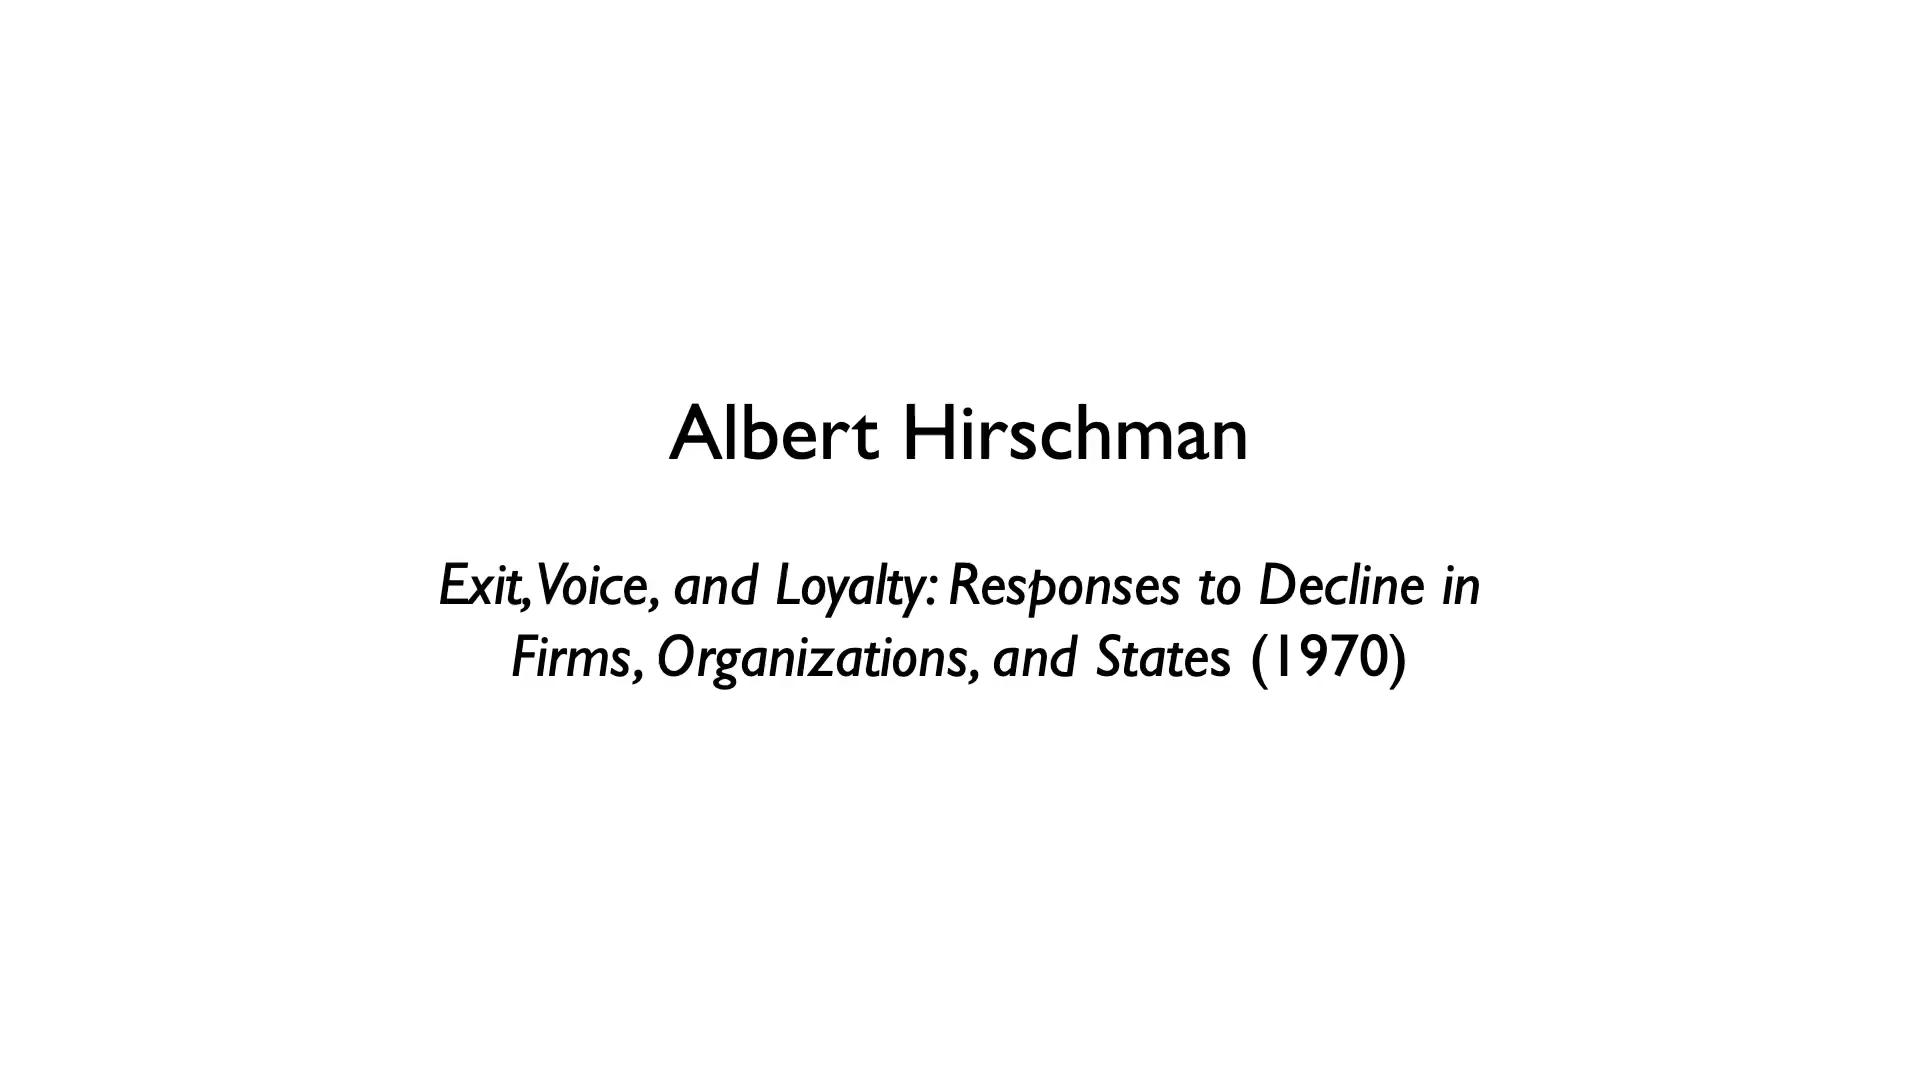 Albert Hirschman
Exit, Voice, and Loyalty: Responses to Decline in
Firms, Organizations, and States (1970)